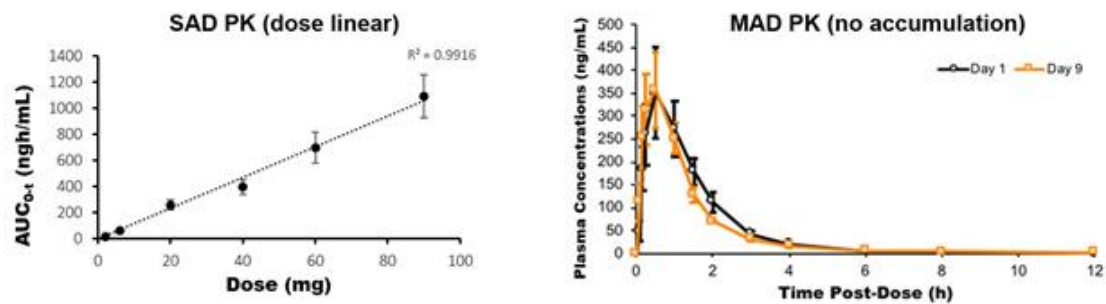 SAD PK (dose linear)
R² = 0.9916
AUC₀₋ₜ (ngh/mL)
1400
1200
1000
800
600
400
200
0
0 20 40 60 80 100
Dose (mg)
MAD PK (no accumulation)
Day 1 Day 9
Plasma Concentrations (ng/mL)
500
450
400
350
300
250
200
150
100
50
0
0 2 4 6 8 10 12
Time Post-Dose (h)